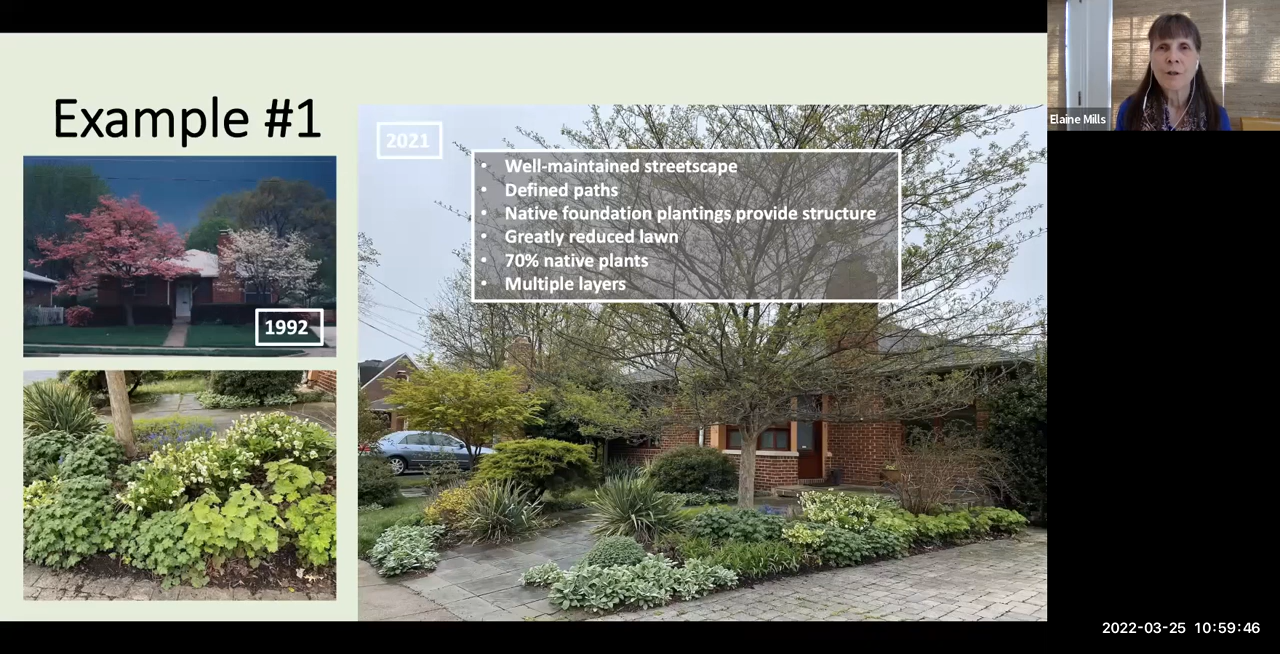 Example #1
1992
2021
• Well-maintained streetscape
• Defined paths
• Native foundation plantings provide structure
• Greatly reduced lawn
• 70% native plants
• Multiple layers
Elaine Mills
2022-03-25 10:59:46